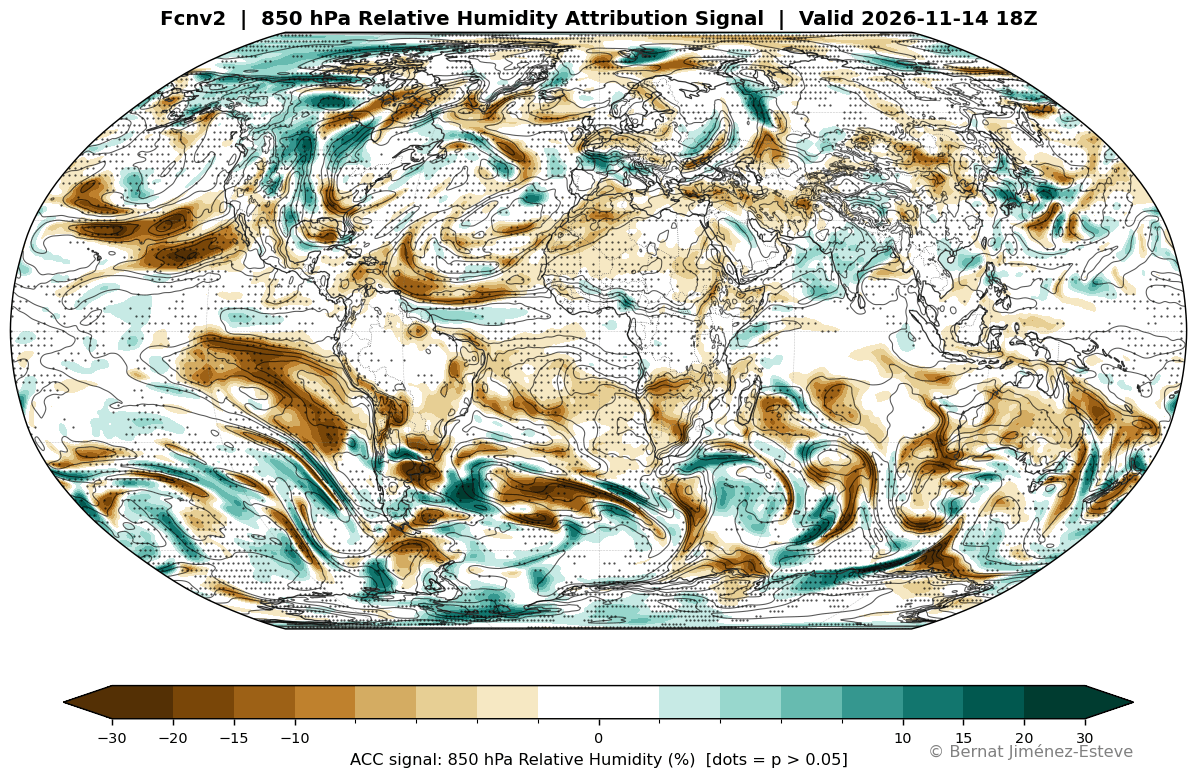 Fcnv2 | 850 hPa Relative Humidity Attribution Signal | Valid 2026-11-14 18Z
−30 −20 −15 −10 0 10 15 20 30
ACC signal: 850 hPa Relative Humidity (%) [dots = p > 0.05]
© Bernat Jiménez-Esteve